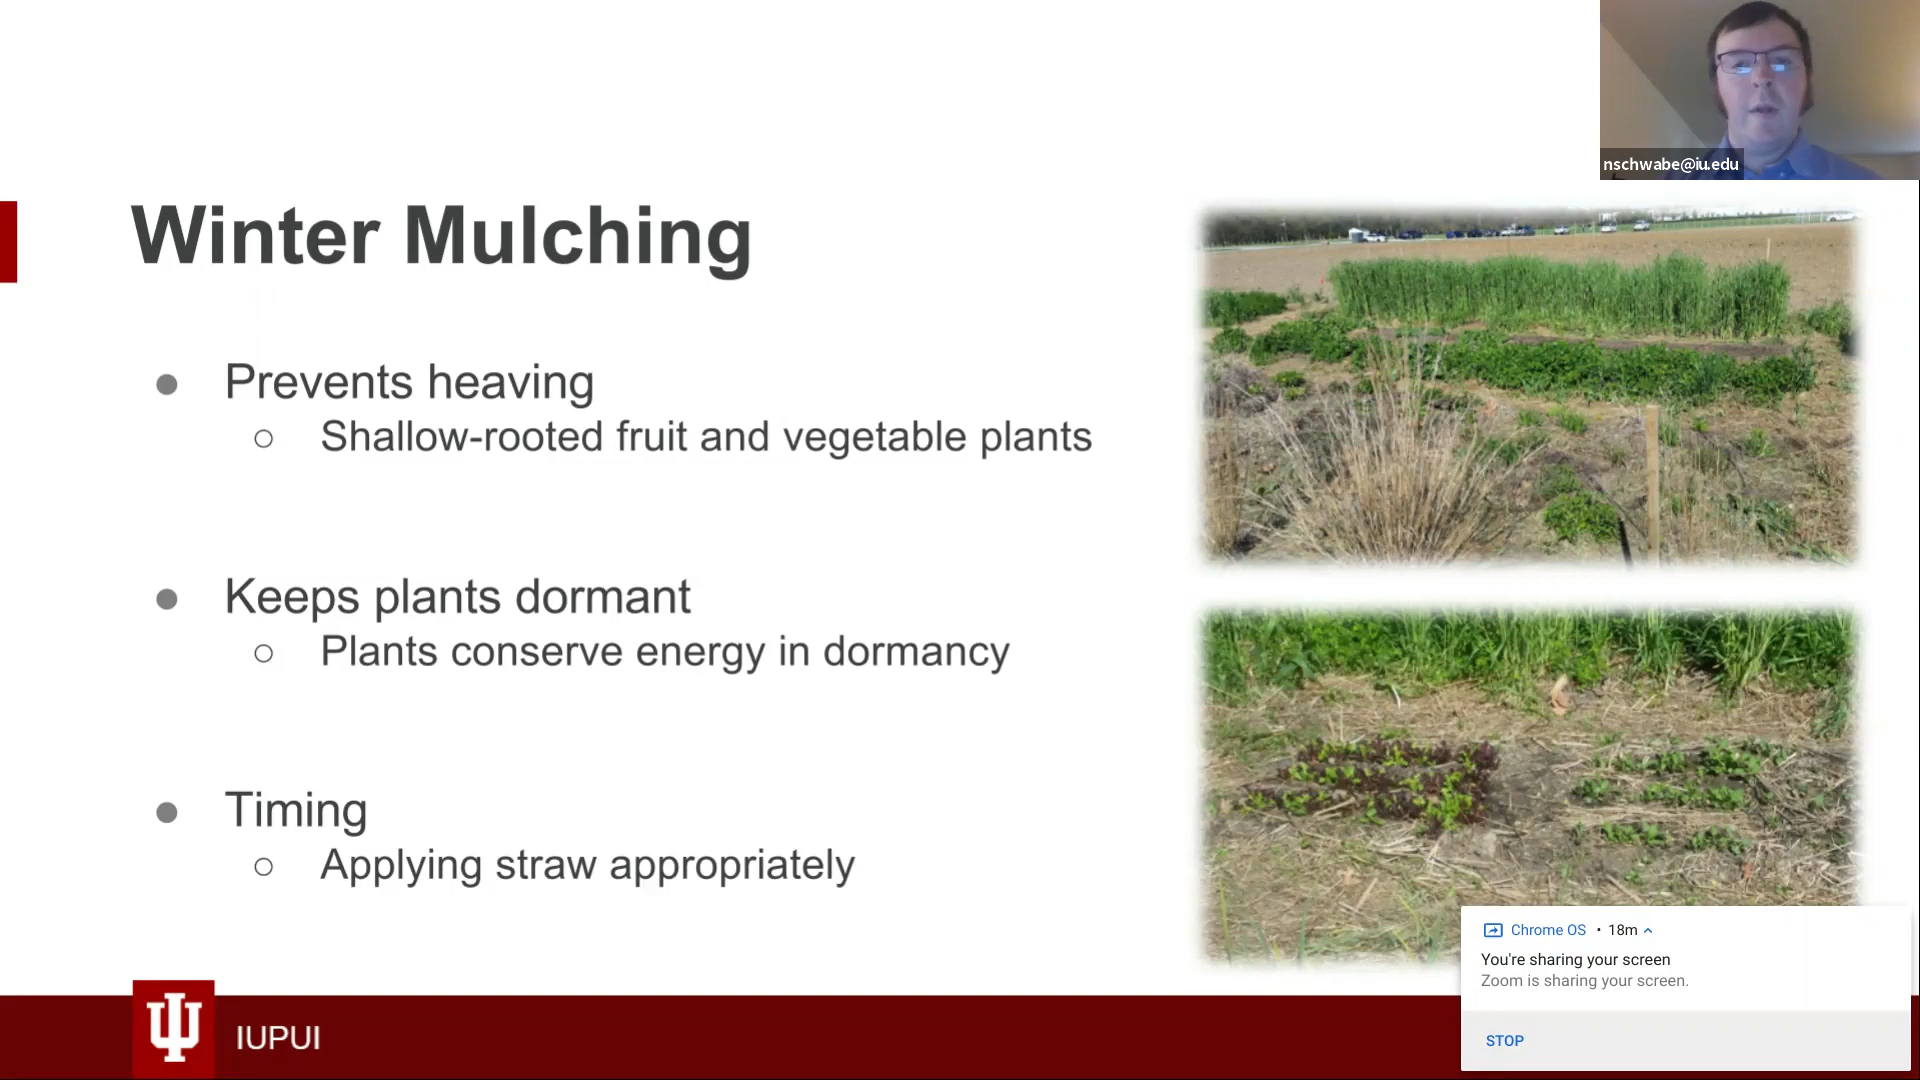 nschwabe@iu.edu
Winter Mulching
● Prevents heaving
○ Shallow-rooted fruit and vegetable plants
● Keeps plants dormant
○ Plants conserve energy in dormancy
● Timing
○ Applying straw appropriately
IUPUI
Chrome OS • 18m
You're sharing your screen
Zoom is sharing your screen.
STOP